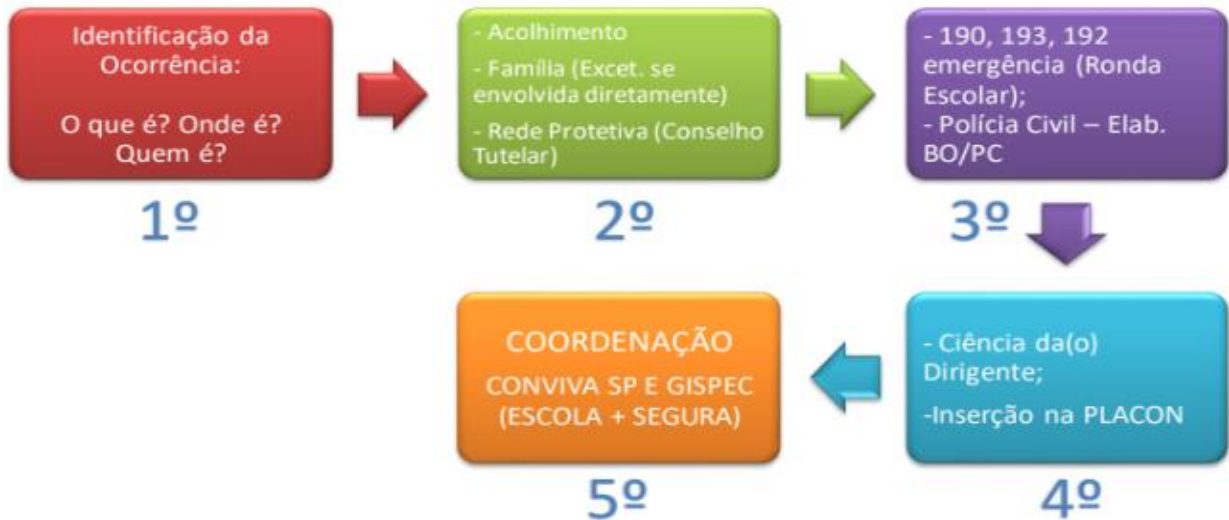 Identificação da
Ocorrência:
O que é? Onde é?
Quem é?
1º
- Acolhimento
- Família (Excet. se
envolvida diretamente)
- Rede Protetiva (Conselho
Tutelar)
2º
- 190, 193, 192
emergência (Ronda
Escolar);
- Polícia Civil – Elab.
BO/PC
3º
- Ciência da(o)
Dirigente;
-Inserção na PLACON
4º
COORDENAÇÃO
CONVIVA SP E GISPEC
(ESCOLA + SEGURA)
5º